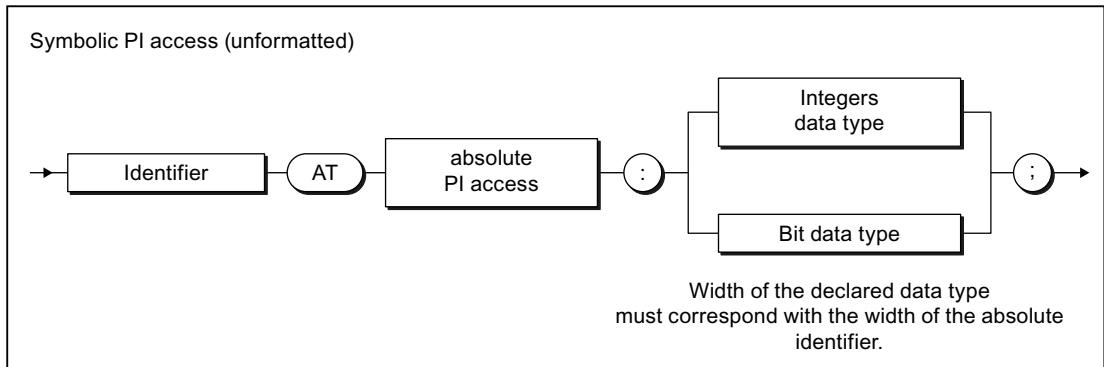 Symbolic PI access (unformatted)
Integers
data type
Identifier
AT
absolute
PI access
:
;
Bit data type
Width of the declared data type
must correspond with the width of the absolute
identifier.